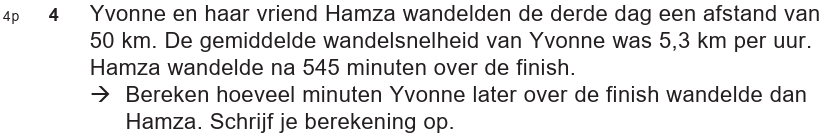 4p 4 Yvonne en haar vriend Hamza wandelden de derde dag een afstand van
50 km. De gemiddelde wandelsnelheid van Yvonne was 5,3 km per uur.
Hamza wandelde na 545 minuten over de finish.
→ Bereken hoeveel minuten Yvonne later over de finish wandelde dan
Hamza. Schrijf je berekening op.